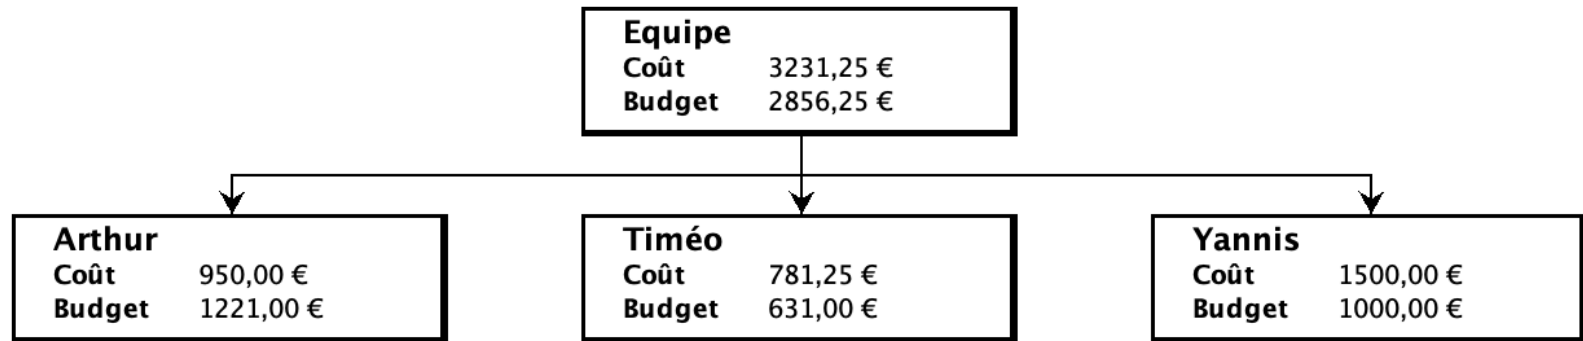 Equipe
Coût 3231,25 €
Budget 2856,25 €
Arthur
Coût 950,00 €
Budget 1221,00 €
Timéo
Coût 781,25 €
Budget 631,00 €
Yannis
Coût 1500,00 €
Budget 1000,00 €